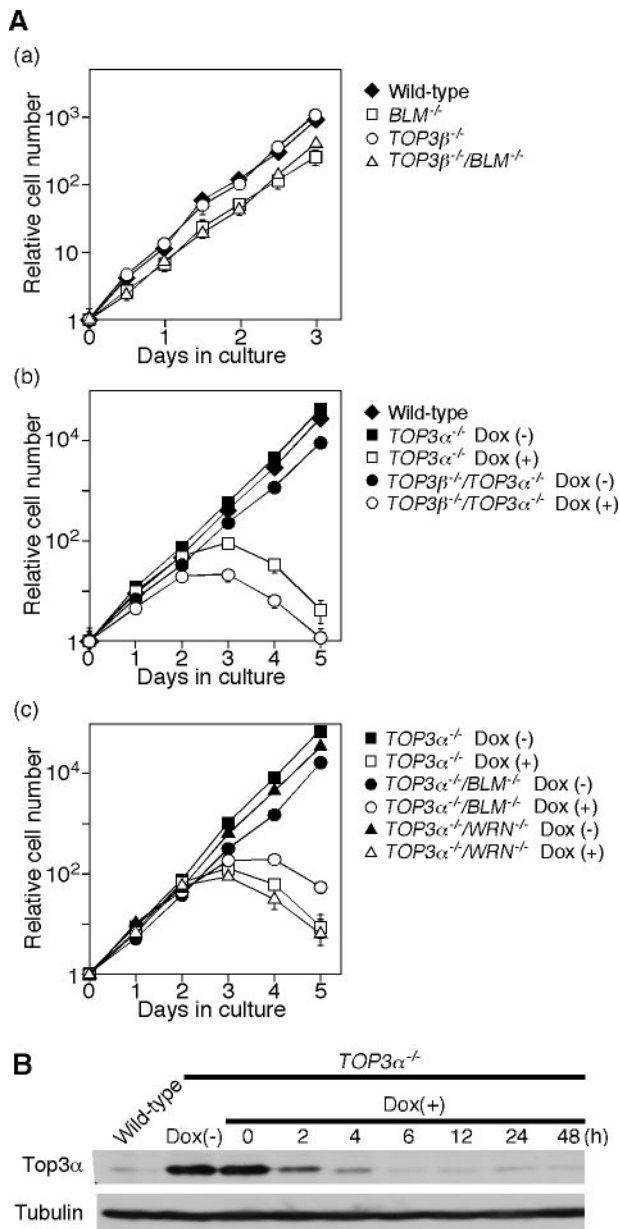 A
(a)
Relative cell number
10³
10²
10
1
0 1 2 3
Days in culture
Wild-type
BLM⁻/⁻
TOP3β⁻/⁻
TOP3β⁻/⁻/BLM⁻/⁻
(b)
Relative cell number
10⁴
10²
1
0 1 2 3 4 5
Days in culture
Wild-type
TOP3α⁻/⁻ Dox (-)
TOP3α⁻/⁻ Dox (+)
TOP3β⁻/⁻/TOP3α⁻/⁻ Dox (-)
TOP3β⁻/⁻/TOP3α⁻/⁻ Dox (+)
(c)
Relative cell number
10⁴
10²
1
0 1 2 3 4 5
Days in culture
TOP3α⁻/⁻ Dox (-)
TOP3α⁻/⁻ Dox (+)
TOP3α⁻/⁻/BLM⁻/⁻ Dox (-)
TOP3α⁻/⁻/BLM⁻/⁻ Dox (+)
TOP3α⁻/⁻/WRN⁻/⁻ Dox (-)
TOP3α⁻/⁻/WRN⁻/⁻ Dox (+)
B
TOP3α⁻/⁻
Wild-type
Dox(+)
Dox(-) 0 2 4 6 12 24 48 (h)
Top3α
Tubulin